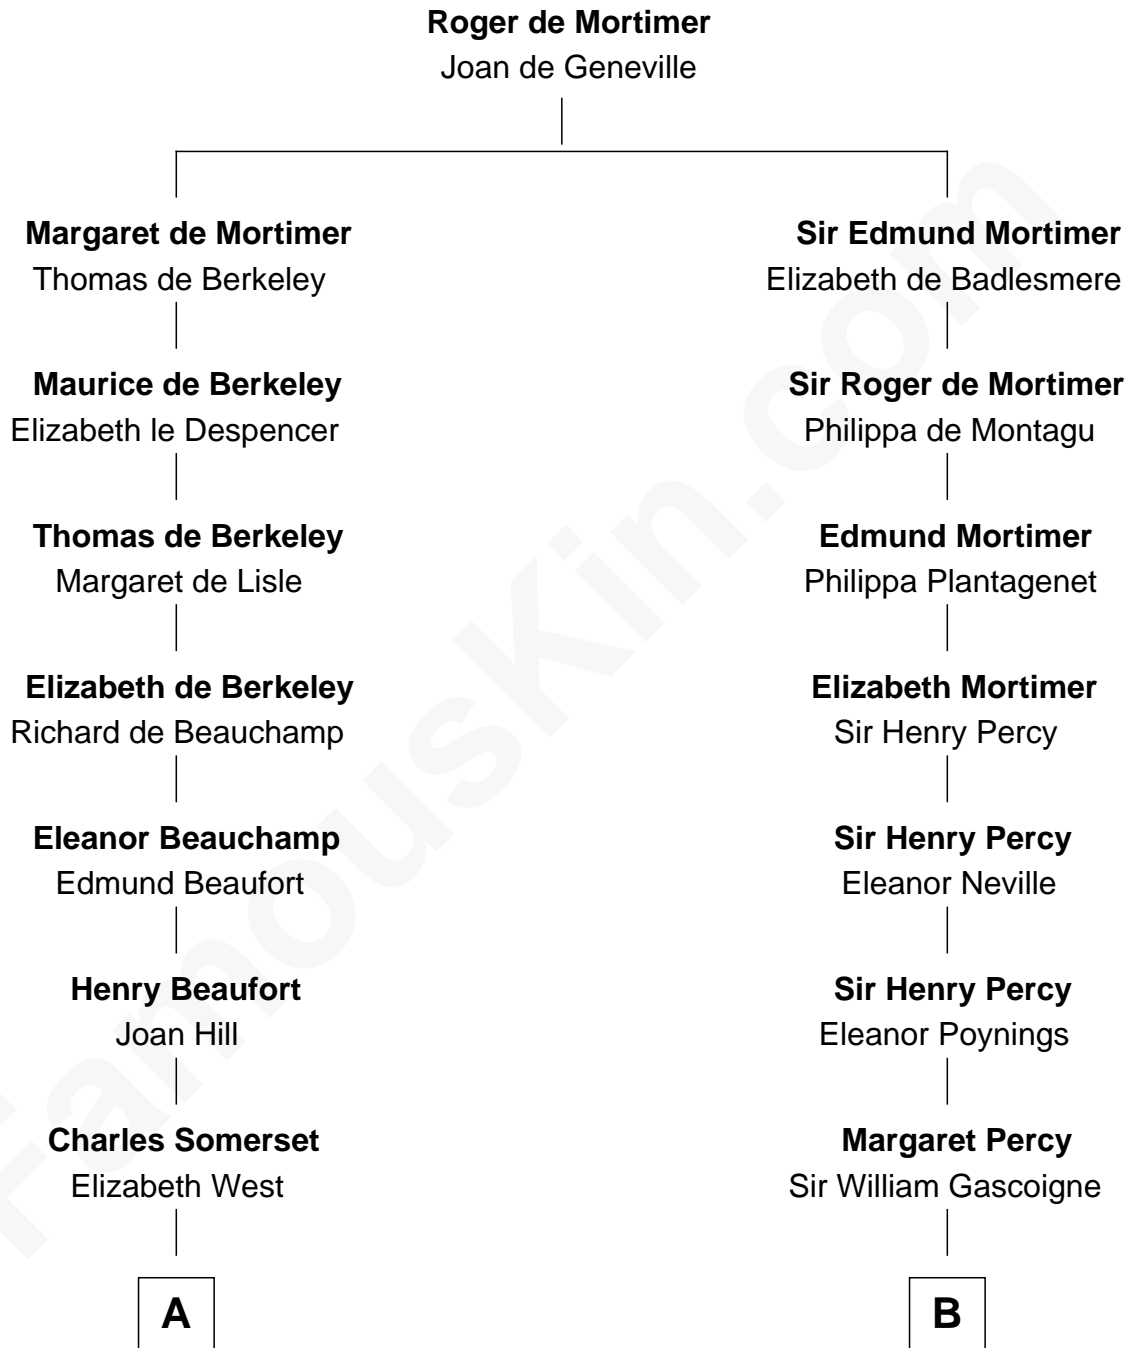 Roger de Mortimer
Joan de Geneville
Margaret de Mortimer
Thomas de Berkeley
Sir Edmund Mortimer
Elizabeth de Badlesmere
Maurice de Berkeley
Elizabeth le Despencer
Sir Roger de Mortimer
Philippa de Montagu
Thomas de Berkeley
Margaret de Lisle
Edmund Mortimer
Philippa Plantagenet
Elizabeth de Berkeley
Richard de Beauchamp
Elizabeth Mortimer
Sir Henry Percy
Eleanor Beauchamp
Edmund Beaufort
Sir Henry Percy
Eleanor Neville
Henry Beaufort
Joan Hill
Sir Henry Percy
Eleanor Poynings
Charles Somerset
Elizabeth West
Margaret Percy
Sir William Gascoigne
A
B
FamousKin.com